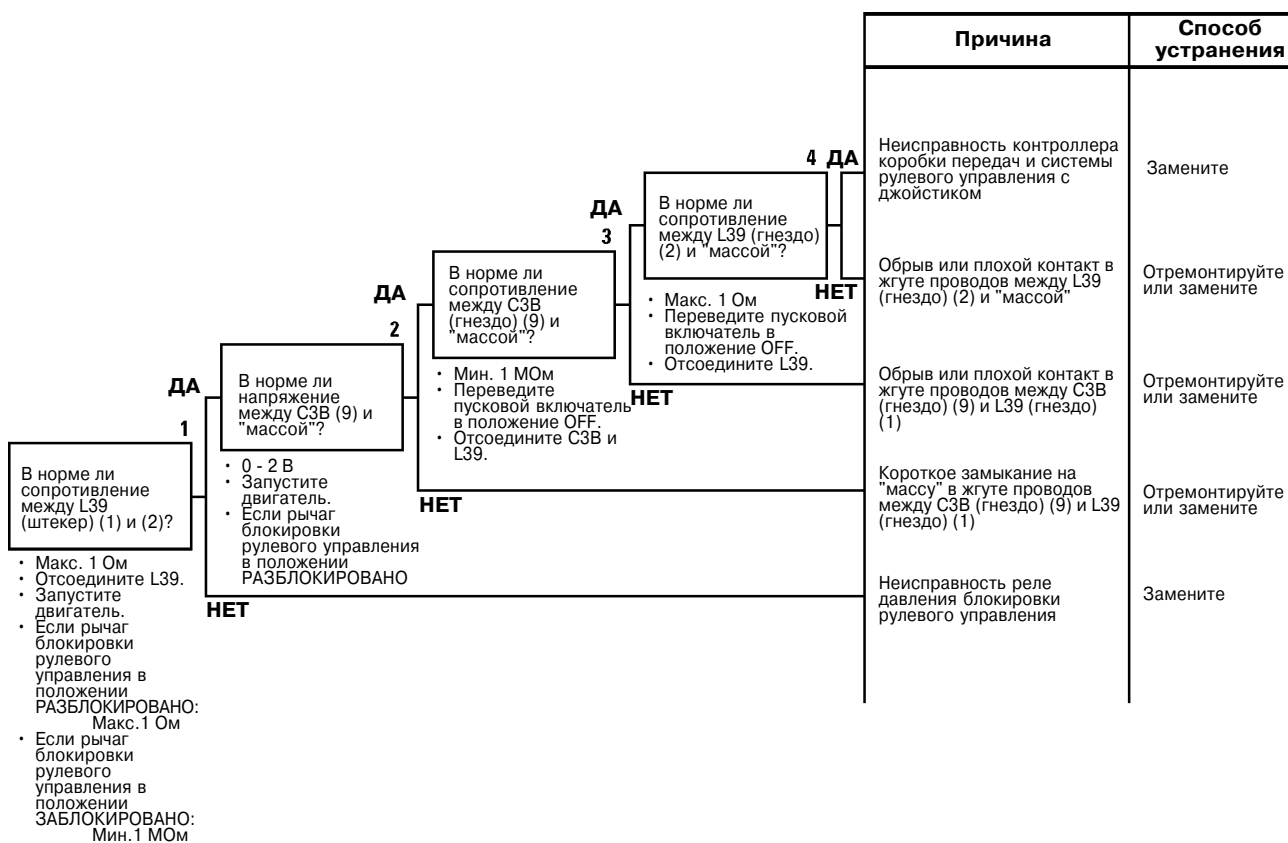 Причина
Способ
устранения
4 ДА
Неисправность контроллера
коробки передач и системы
рулевого управления с
джойстиком
Замените
ДА
В норме ли
сопротивление
между L39 (гнездо)
(2) и "массой"?
3
НЕТ
Обрыв или плохой контакт в
жгуте проводов между L39
(гнездо) (2) и "массой"
Отремонтируйте
или замените
• Макс. 1 Ом
• Переведите пусковой
включатель в
положение OFF.
• Отсоедините L39.
ДА
В норме ли
сопротивление
между C3B
(гнездо) (9) и
"массой"?
2
НЕТ
Обрыв или плохой контакт в
жгуте проводов между C3B
(гнездо) (9) и L39 (гнездо)
(1)
Отремонтируйте
или замените
• Мин. 1 МОм
• Переведите
пусковой включатель
в положение OFF.
• Отсоедините C3B и
L39.
ДА
В норме ли
напряжение
между C3B (9) и
"массой"?
1
НЕТ
Короткое замыкание на
"массу" в жгуте проводов
между C3B (гнездо) (9) и L39
(гнездо) (1)
Отремонтируйте
или замените
• 0 - 2 В
• Запустите
двигатель.
• Если рычаг
блокировки
рулевого управления
в положении
РАЗБЛОКИРОВАНО
В норме ли
сопротивление
между L39
(штекер) (1) и (2)?
НЕТ
Неисправность реле
давления блокировки
рулевого управления
Замените
• Макс. 1 Ом
• Отсоедините L39.
• Запустите
двигатель.
• Если рычаг
блокировки
рулевого
управления в
положении
РАЗБЛОКИРОВАНО:
Макс.1 Ом
• Если рычаг
блокировки
рулевого
управления в
положении
ЗАБЛОКИРОВАНО:
Мин.1 МОм